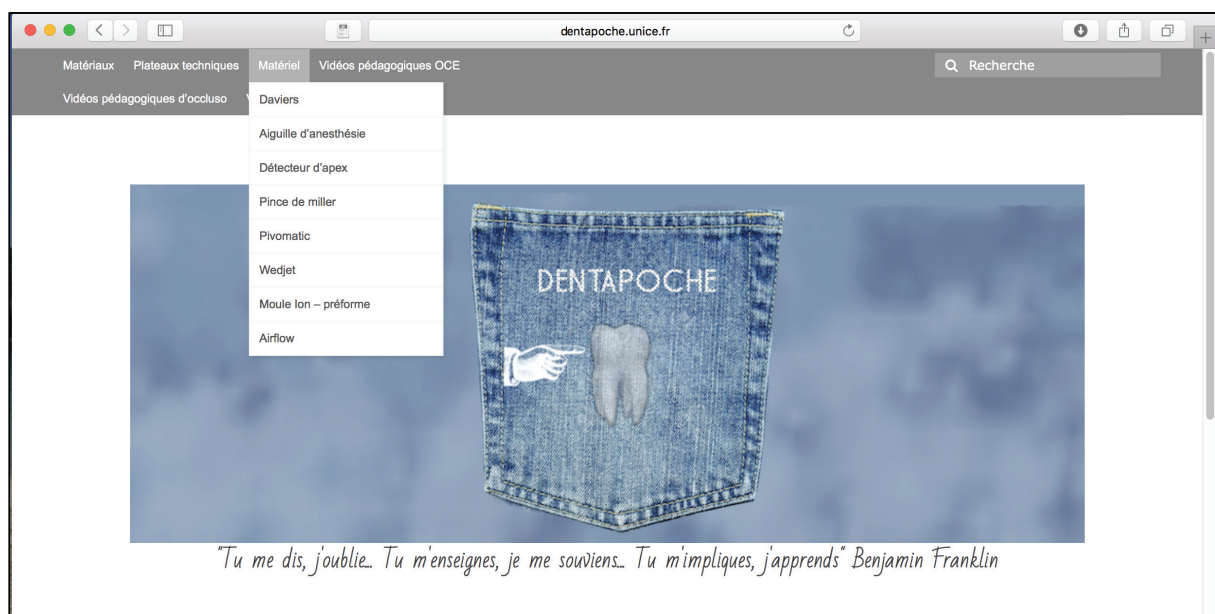 dentapoche.unice.fr
Matériaux Plateaux techniques Matériel Vidéos pédagogiques OCE Recherche
Vidéos pédagogiques d'occluso
Daviers
Aiguille d'anesthésie
Détecteur d'apex
Pince de miller
Pivomatic
Wedjet
Moule Ion – préforme
Airflow
DENTAPOCHE
"Tu me dis, j'oublie... Tu m'enseignes, je me souviens... Tu m'impliques, j'apprends" Benjamin Franklin